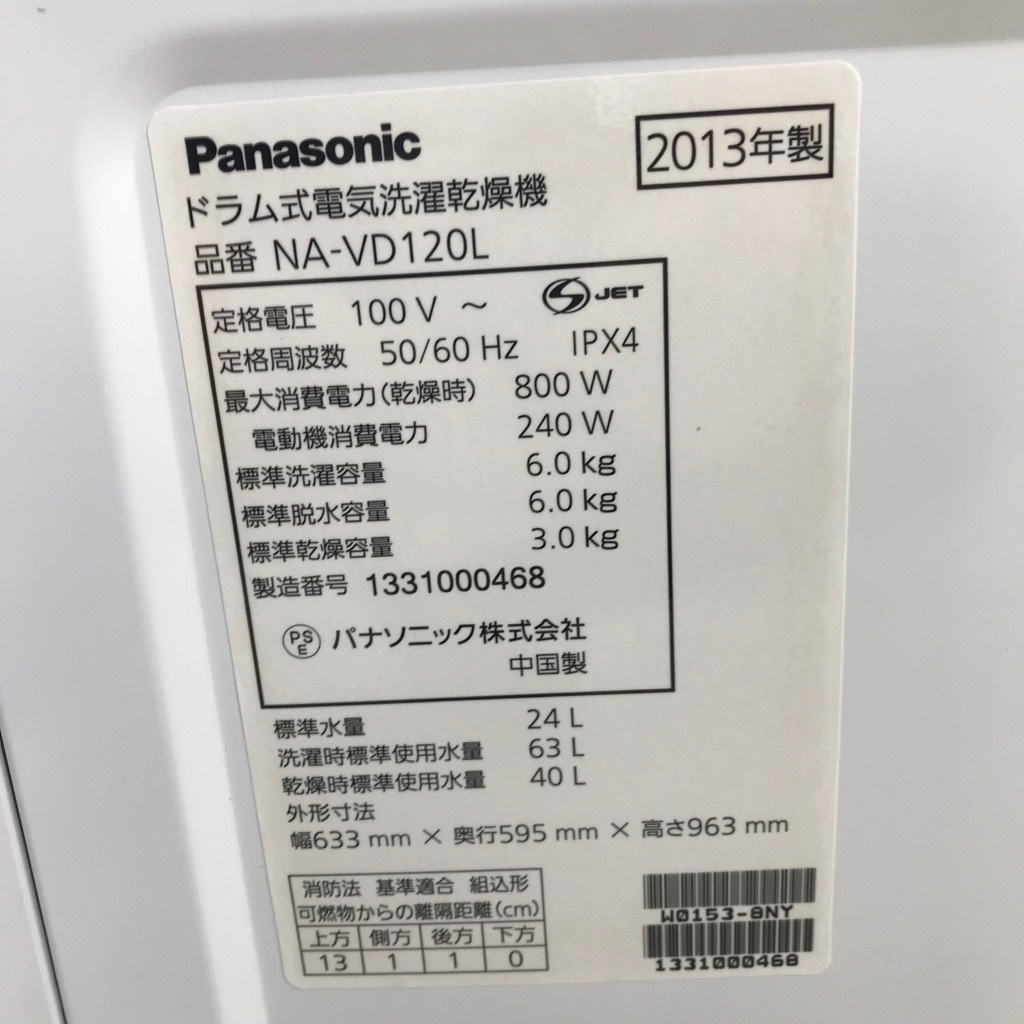 Panasonic
2013年製
ドラム式電気洗濯乾燥機
品番 NA-VD120L
定格電圧 100 V ～ S JET
定格周波数 50/60 Hz IPX4
最大消費電力(乾燥時) 800 W
電動機消費電力 240 W
標準洗濯容量 6.0 kg
標準脱水容量 6.0 kg
標準乾燥容量 3.0 kg
製造番号 1331000468
PSE パナソニック株式会社
中国製
標準水量 24 L
洗濯時標準使用水量 63 L
乾燥時標準使用水量 40 L
外形寸法
幅633 mm × 奥行595 mm × 高さ963 mm
消防法 基準適合 組込形
可燃物からの離隔距離(cm)
上方 側方 後方 下方
13 1 1 0
W0153-8NY
1331000468